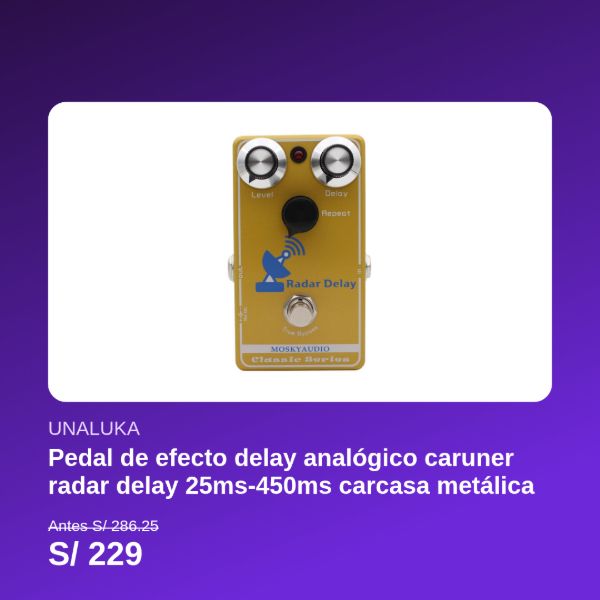 Level
Delay
Repeat
Radar Delay
True Bypass
MOSKYAUDIO
Classic Series
UNALUKA
Pedal de efecto delay analógico caruner
radar delay 25ms-450ms carcasa metálica
Antes S/ 286.25
S/ 229